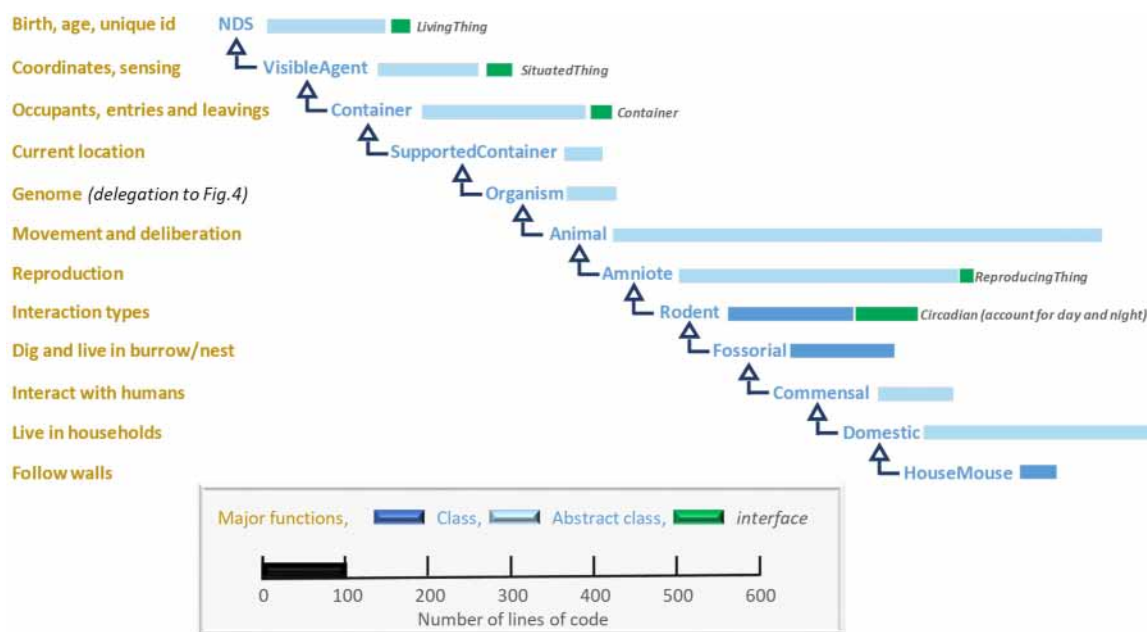 Birth, age, unique id NDS LivingThing
Coordinates, sensing VisibleAgent SituatedThing
Occupants, entries and leavings Container Container
Current location SupportedContainer
Genome (delegation to Fig.4) Organism
Movement and deliberation Animal
Reproduction Amniote ReproducingThing
Interaction types Rodent Circadian (account for day and night)
Dig and live in burrow/nest Fossorial
Interact with humans Commensal
Live in households Domestic
Follow walls HouseMouse
Major functions, Class, Abstract class, interface
0 100 200 300 400 500 600
Number of lines of code